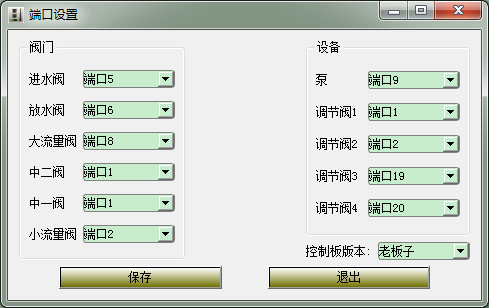 端口设置
阀门
进水阀 端口5
放水阀 端口6
大流量阀 端口8
中二阀 端口1
中一阀 端口1
小流量阀 端口2
设备
泵 端口9
调节阀1 端口1
调节阀2 端口2
调节阀3 端口19
调节阀4 端口20
控制板版本: 老板子
保存
退出